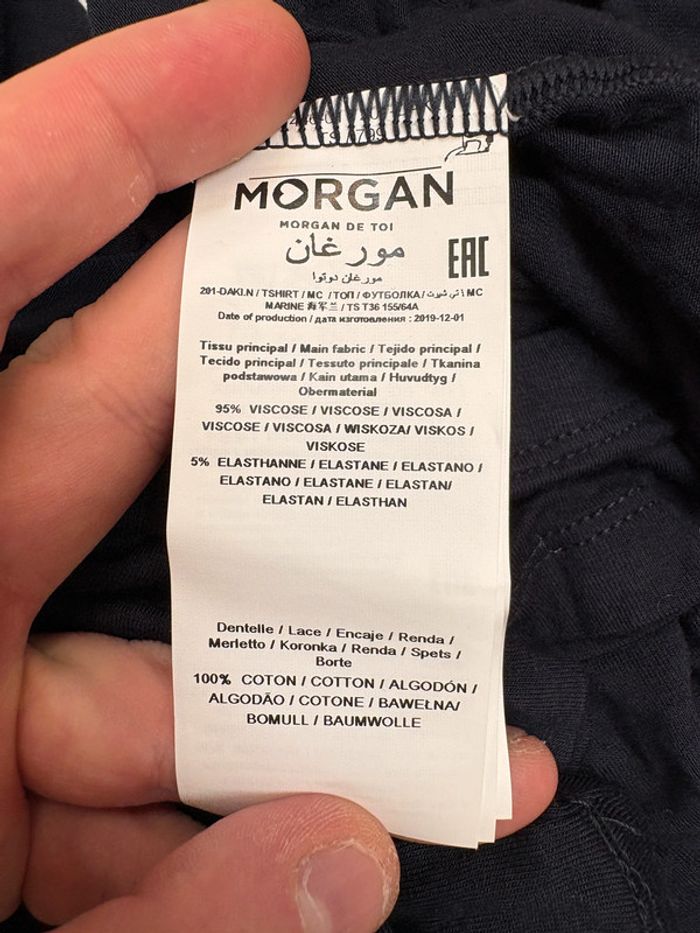 MORGAN
MORGAN DE TOI
مورغان
مورغان دوتوا
EAC
201-DAKI.N / TSHIRT / MC / ТОП / ФУТБОЛКА / تي شيرت / MC
MARINE 海军兰 / TS T36 155/64A
Date of production / дата изготовления : 2019-12-01
Tissu principal / Main fabric / Tejido principal /
Tecido principal / Tessuto principale / Tkanina
podstawowa / Kain utama / Huvudtyg /
Obermaterial
95% VISCOSE / VISCOSE / VISCOSA /
VISCOSE / VISCOSA / WISKOZA/ VISKOS /
VISKOSE
5% ELASTHANNE / ELASTANE / ELASTANO /
ELASTANO / ELASTANE / ELASTAN/
ELASTAN / ELASTHAN
Dentelle / Lace / Encaje / Renda /
Merletto / Koronka / Renda / Spets /
Borte
100% COTON / COTTON / ALGODÓN /
ALGODÃO / COTONE / BAWEŁNA/
BOMULL / BAUMWOLLE